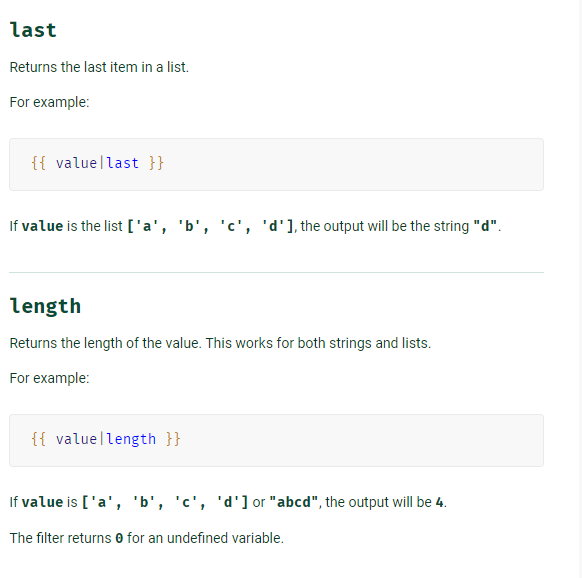 last
Returns the last item in a list.
For example:
{{ value|last }}
If value is the list ['a', 'b', 'c', 'd'], the output will be the string "d".
length
Returns the length of the value. This works for both strings and lists.
For example:
{{ value|length }}
If value is ['a', 'b', 'c', 'd'] or "abcd", the output will be 4.
The filter returns 0 for an undefined variable.